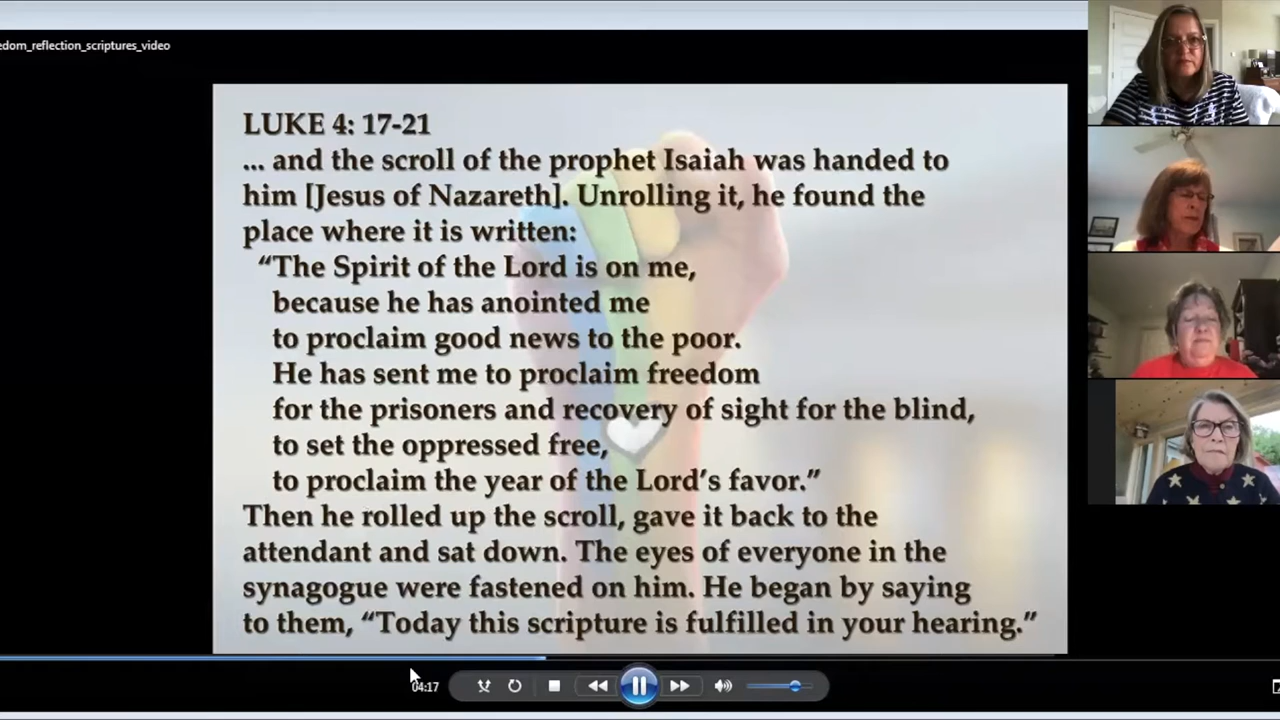 edom_reflection_scriptures_video
LUKE 4: 17-21
... and the scroll of the prophet Isaiah was handed to
him [Jesus of Nazareth]. Unrolling it, he found the
place where it is written:
“The Spirit of the Lord is on me,
because he has anointed me
to proclaim good news to the poor.
He has sent me to proclaim freedom
for the prisoners and recovery of sight for the blind,
to set the oppressed free,
to proclaim the year of the Lord’s favor.”
Then he rolled up the scroll, gave it back to the
attendant and sat down. The eyes of everyone in the
synagogue were fastened on him. He began by saying
to them, “Today this scripture is fulfilled in your hearing.”
04:17